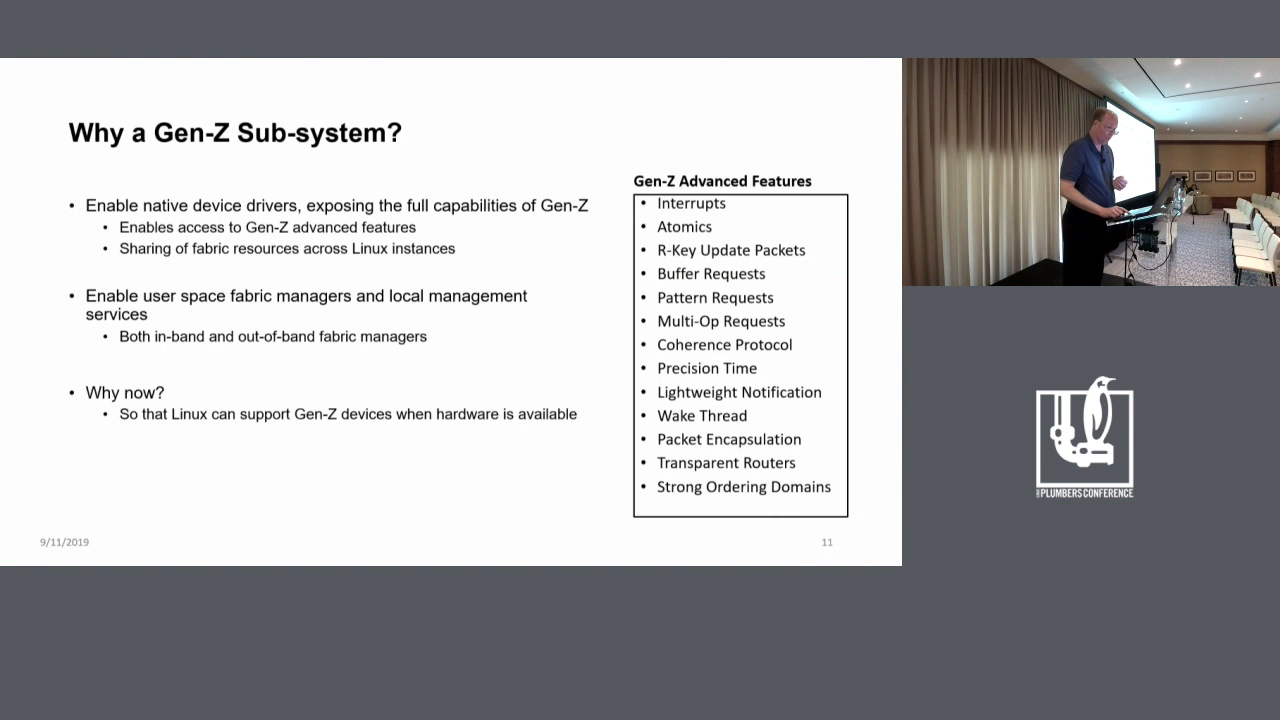 Why a Gen-Z Sub-system?
• Enable native device drivers, exposing the full capabilities of Gen-Z
• Enables access to Gen-Z advanced features
• Sharing of fabric resources across Linux instances
• Enable user space fabric managers and local management
services
• Both in-band and out-of-band fabric managers
• Why now?
• So that Linux can support Gen-Z devices when hardware is available
Gen-Z Advanced Features
• Interrupts
• Atomics
• R-Key Update Packets
• Buffer Requests
• Pattern Requests
• Multi-Op Requests
• Coherence Protocol
• Precision Time
• Lightweight Notification
• Wake Thread
• Packet Encapsulation
• Transparent Routers
• Strong Ordering Domains
9/11/2019
11
PLUMBERS CONFERENCE